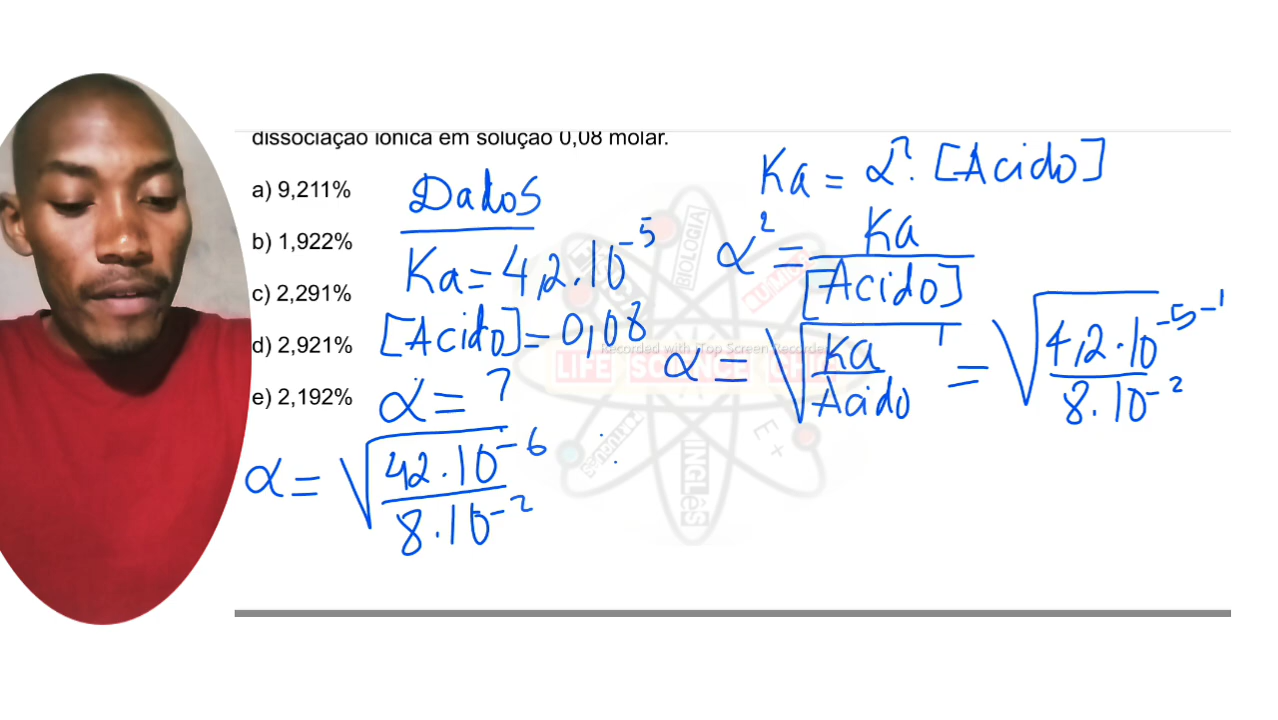 dissociação iônica em solução 0,08 molar.
a) 9,211%
b) 1,922%
c) 2,291%
d) 2,921%
e) 2,192%
Dados
Ka = 4,2.10^-5
[Acido] = 0,08
α = ?
α = √(42.10^-6 / 8.10^-2)
Ka = α². [Acido]
α² = Ka / [Acido]
α = √(Ka / Acido) = √(4,2.10^-5-1 / 8.10^-2)
Recorded with iTop Screen Recorder
LIFE SCIENCE
BIOLOGIA
INGLêS
E+